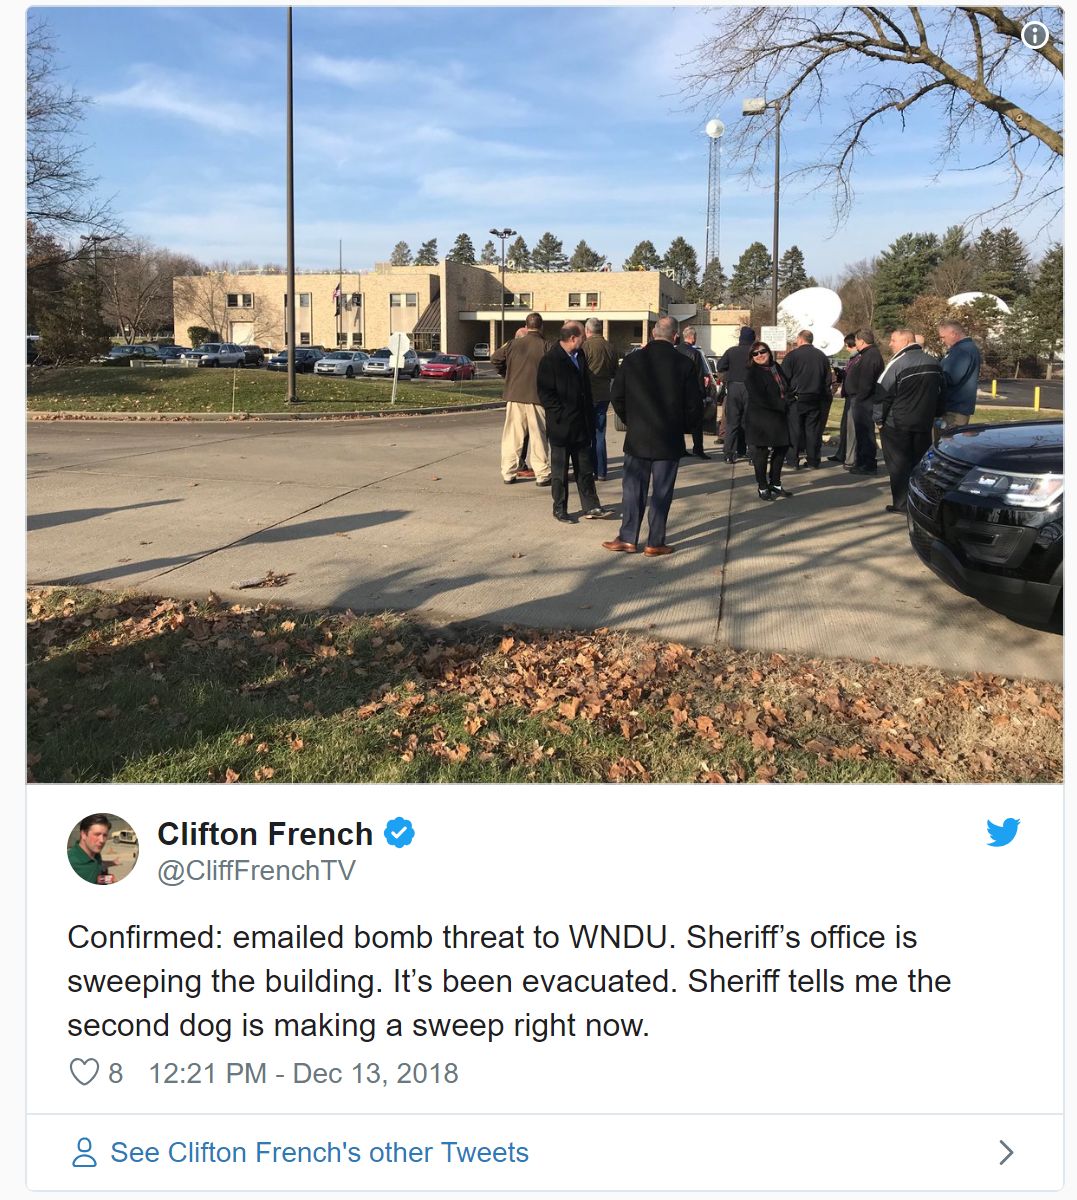 Clifton French
@CliffFrenchTV
Confirmed: emailed bomb threat to WNDU. Sheriff’s office is
sweeping the building. It’s been evacuated. Sheriff tells me the
second dog is making a sweep right now.
8 12:21 PM - Dec 13, 2018
See Clifton French's other Tweets